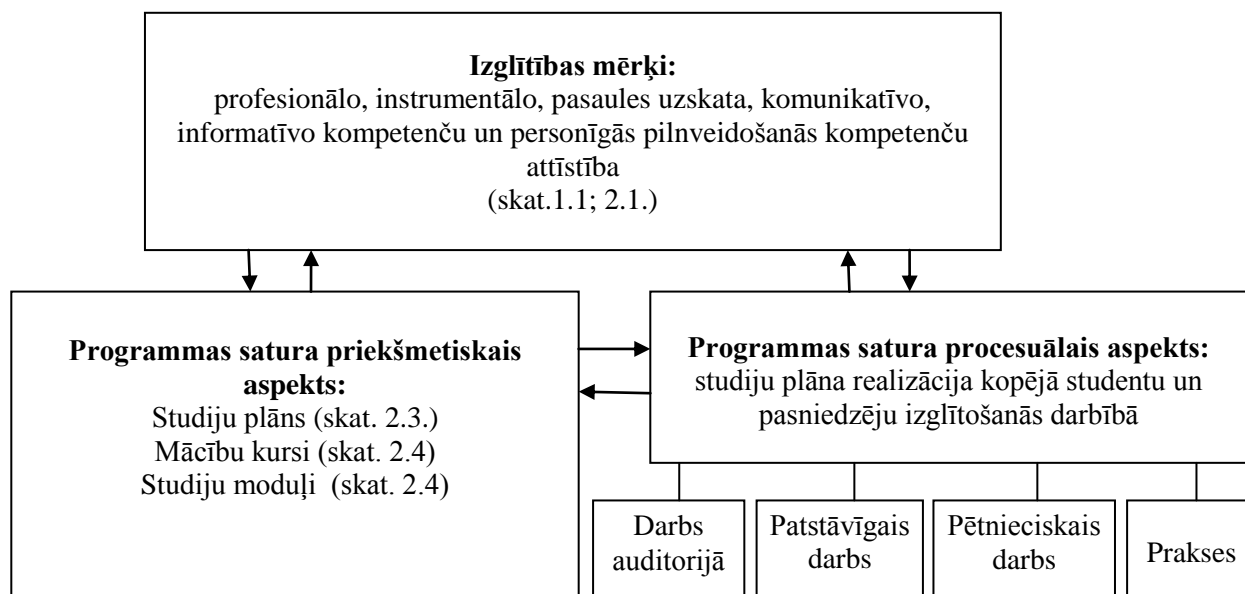 Izglītības mērķi:
profesionālo, instrumentālo, pasaules uzskata, komunikatīvo,
informatīvo kompetenču un personīgās pilnveidošanās kompetenču
attīstība
(skat.1.1; 2.1.)
Programmas satura priekšmetiskais
aspekts:
Studiju plāns (skat. 2.3.)
Mācību kursi (skat. 2.4)
Studiju moduļi (skat. 2.4)
Programmas satura procesuālais aspekts:
studiju plāna realizācija kopējā studentu un
pasniedzēju izglītošanās darbībā
Darbs
auditorijā
Patstāvīgais
darbs
Pētnieciskais
darbs
Prakses